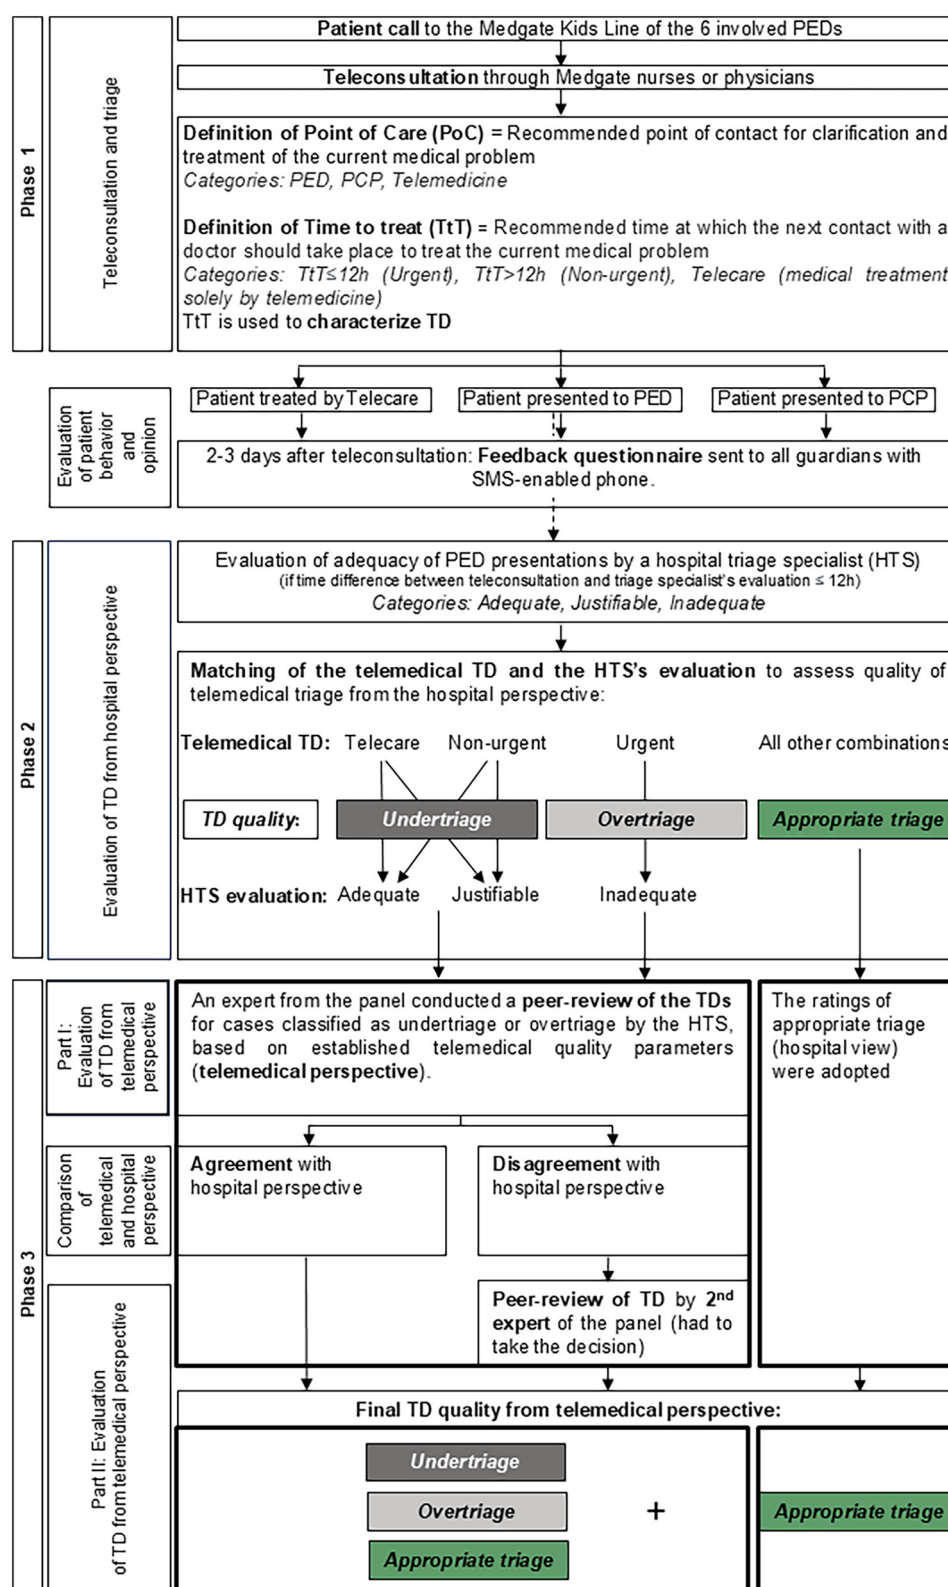 Phase 1
Teleconsultation and triage
Patient call to the Medgate Kids Line of the 6 involved PEDs
Teleconsultation through Medgate nurses or physicians
Definition of Point of Care (PoC) = Recommended point of contact for clarification and
treatment of the current medical problem
Categories: PED, PCP, Telemedicine
Definition of Time to treat (TtT) = Recommended time at which the next contact with a
doctor should take place to treat the current medical problem
Categories: TtT≤12h (Urgent), TtT>12h (Non-urgent), Telecare (medical treatment
solely by telemedicine)
TtT is used to characterize TD
Evaluation
of patient
behavior
and
opinion
Patient treated by Telecare
Patient presented to PED
Patient presented to PCP
2-3 days after teleconsultation: Feedback questionnaire sent to all guardians with
SMS-enabled phone.
Phase 2
Evaluation of TD from hospital perspective
Evaluation of adequacy of PED presentations by a hospital triage specialist (HTS)
(if time difference between teleconsultation and triage specialist's evaluation ≤ 12h)
Categories: Adequate, Justifiable, Inadequate
Matching of the telemedical TD and the HTS's evaluation to assess quality of
telemedical triage from the hospital perspective:
Telemedical TD: Telecare Non-urgent Urgent All other combinations
TD quality: Undertriage Overtriage Appropriate triage
HTS evaluation: Adequate Justifiable Inadequate
Phase 3
Part I:
Evaluation
of TD from
telemedical
perspective
An expert from the panel conducted a peer-review of the TDs
for cases classified as undertriage or overtriage by the HTS,
based on established telemedical quality parameters
(telemedical perspective).
The ratings of
appropriate triage
(hospital view)
were adopted
Comparison
of
telemedical
and hospital
perspective
Agreement with
hospital perspective
Disagreement with
hospital perspective
Part II: Evaluation
of TD from telemedical perspective
Peer-review of TD by 2nd
expert of the panel (had to
take the decision)
Final TD quality from telemedical perspective:
Undertriage
Overtriage
Appropriate triage
+
Appropriate triage